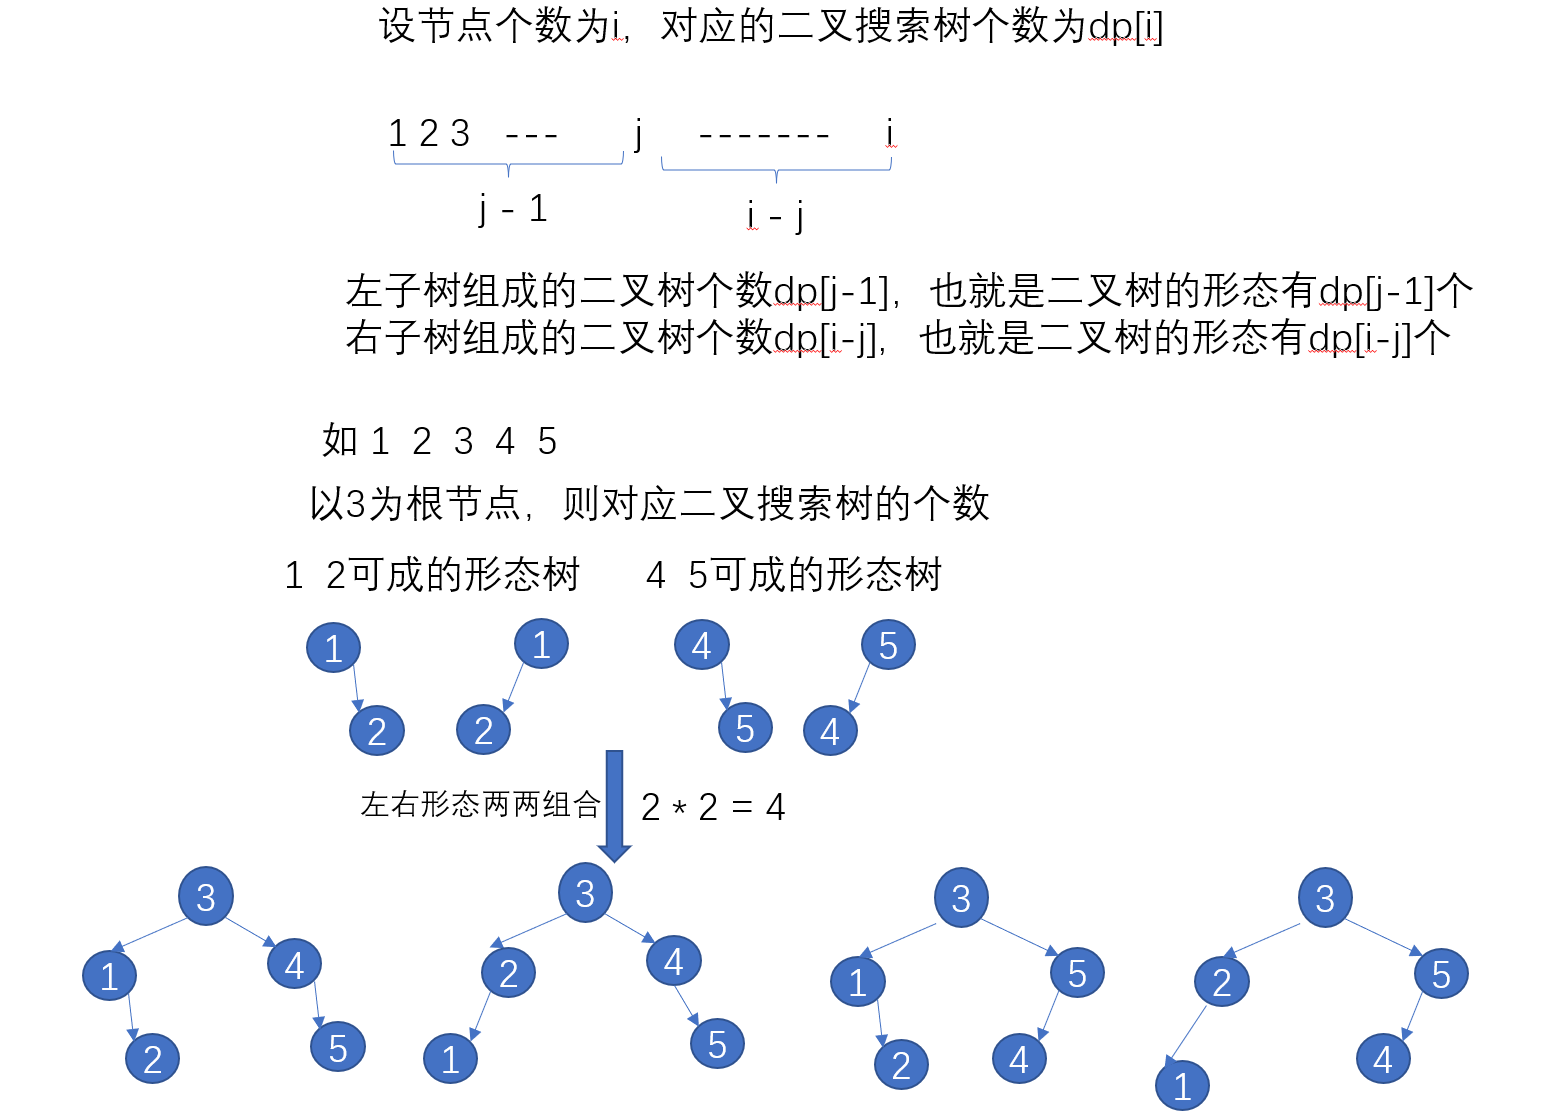 设节点个数为i，对应的二叉搜索树个数为dp[i]
1 2 3 --- j ------- i
j - 1 i - j
左子树组成的二叉树个数dp[j-1]，也就是二叉树的形态有dp[j-1]个
右子树组成的二叉树个数dp[i-j]，也就是二叉树的形态有dp[i-j]个
如 1 2 3 4 5
以3为根节点，则对应二叉搜索树的个数
1 2可成的形态树 4 5可成的形态树
1 1 4 5
2 2 5 4
左右形态两两组合 2 * 2 = 4
3 3 3 3
1 4 2 4 1 5 2 5
2 5 1 5 2 4 1 4